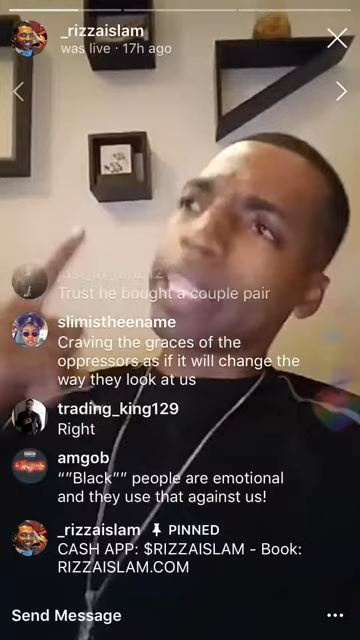 _rizzaislam
was live · 17h ago
Trust he bought a couple pair
slimistheename
Craving the graces of the
oppressors as if it will change the
way they look at us
trading_king129
Right
amgob
“"Black”” people are emotional
and they use that against us!
_rizzaislam PINNED
CASH APP: $RIZZAISLAM - Book:
RIZZAISLAM.COM
Send Message